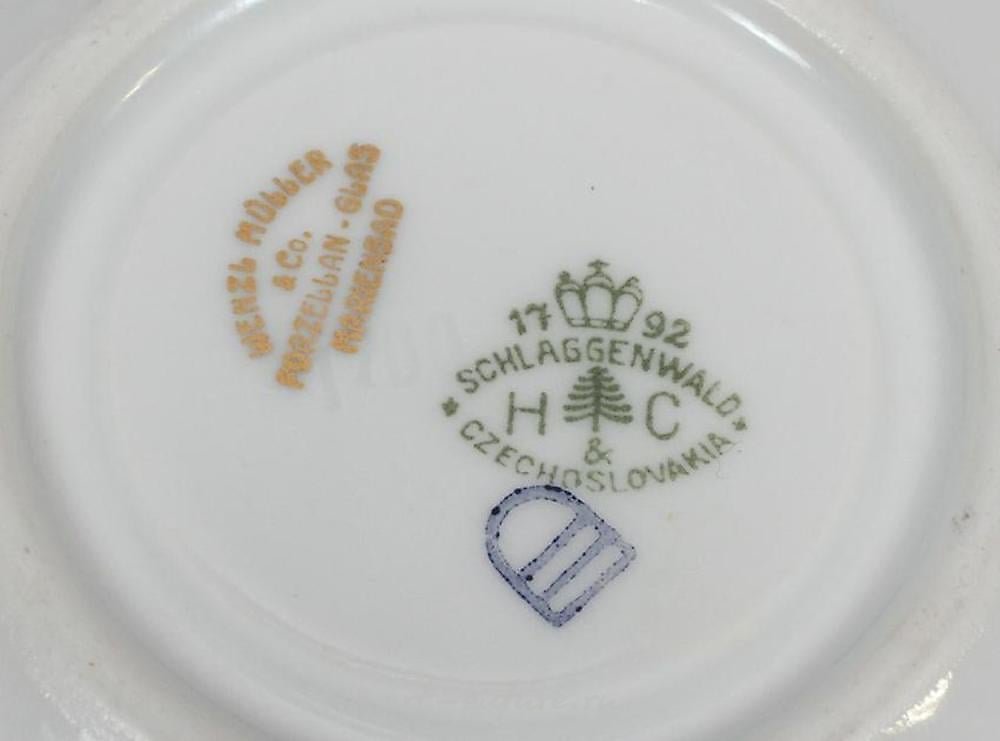 WENZL MÜLLER
& Co.
PORZELLAN - GLAS
MARIENBAD
17 92
SCHLAGGENWALD
H & C
CZECHOSLOVAKIA